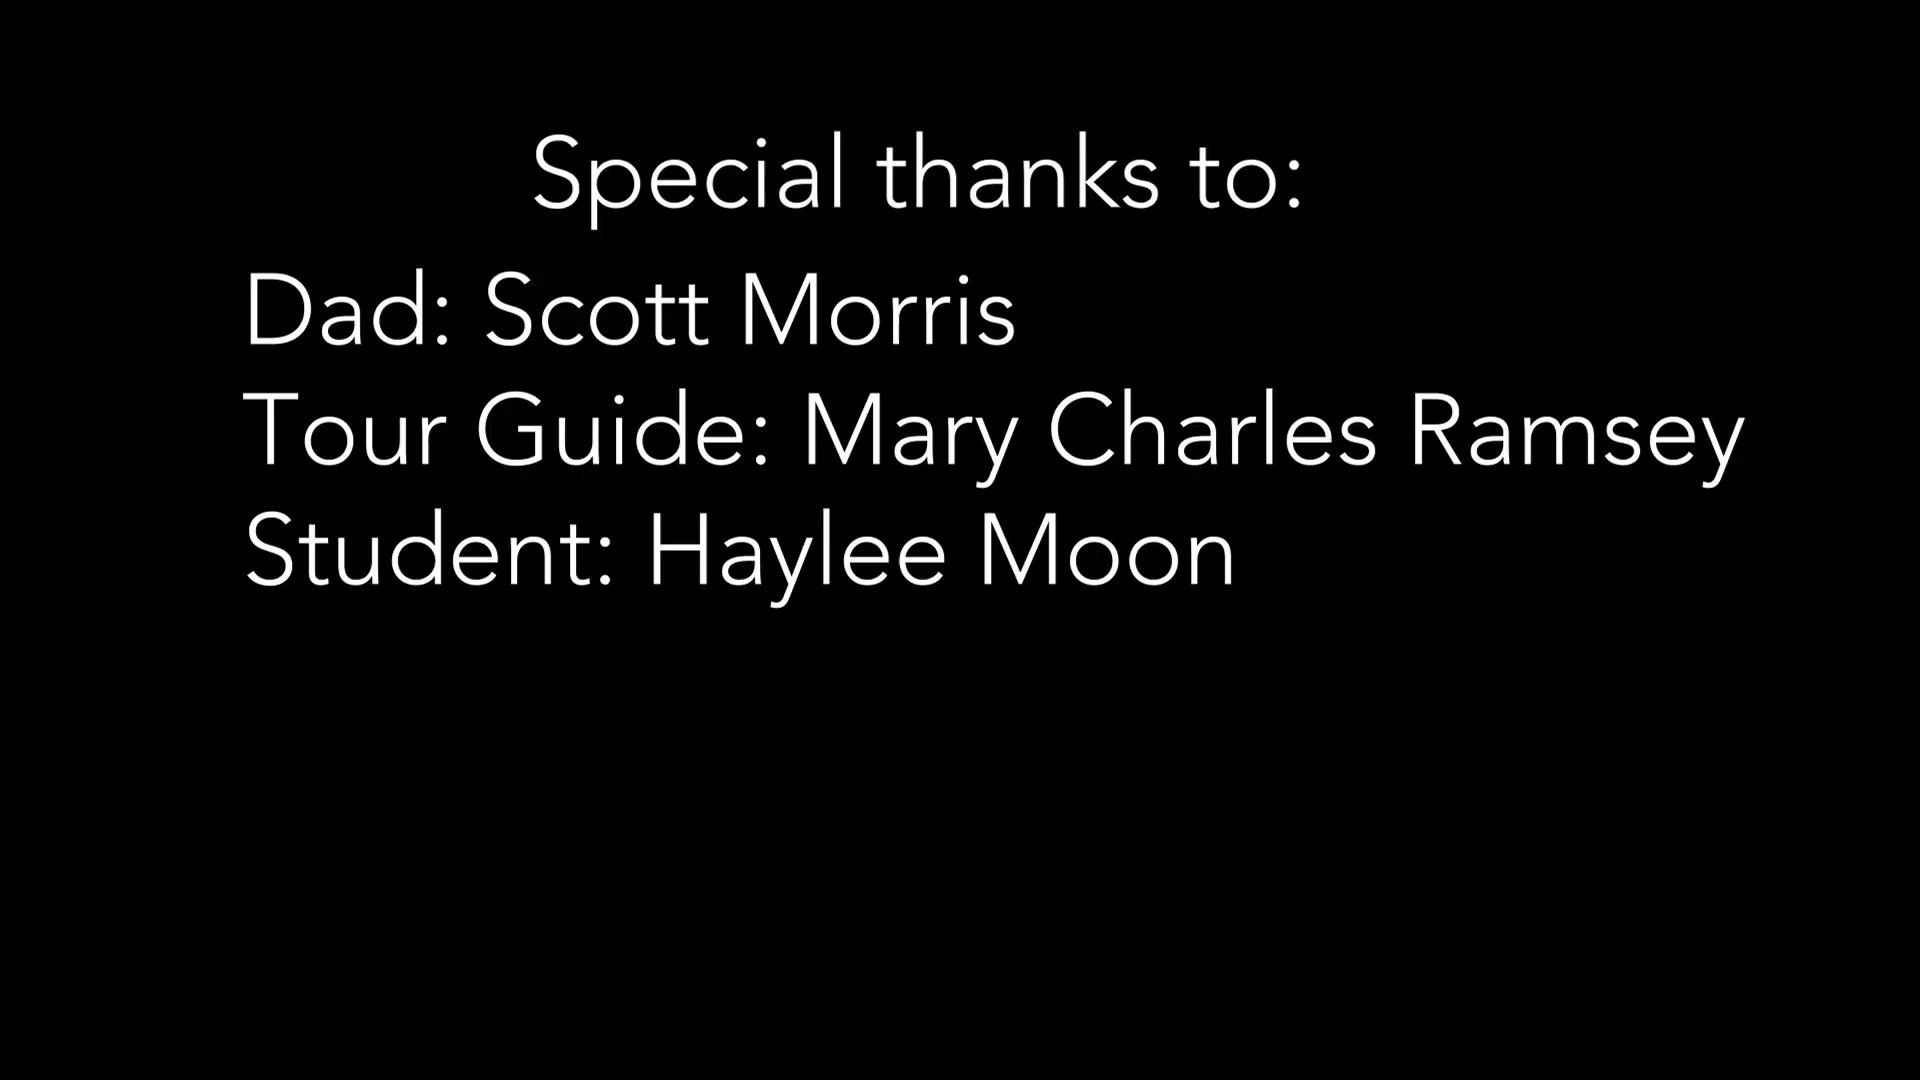 Special thanks to:
Dad: Scott Morris
Tour Guide: Mary Charles Ramsey
Student: Haylee Moon